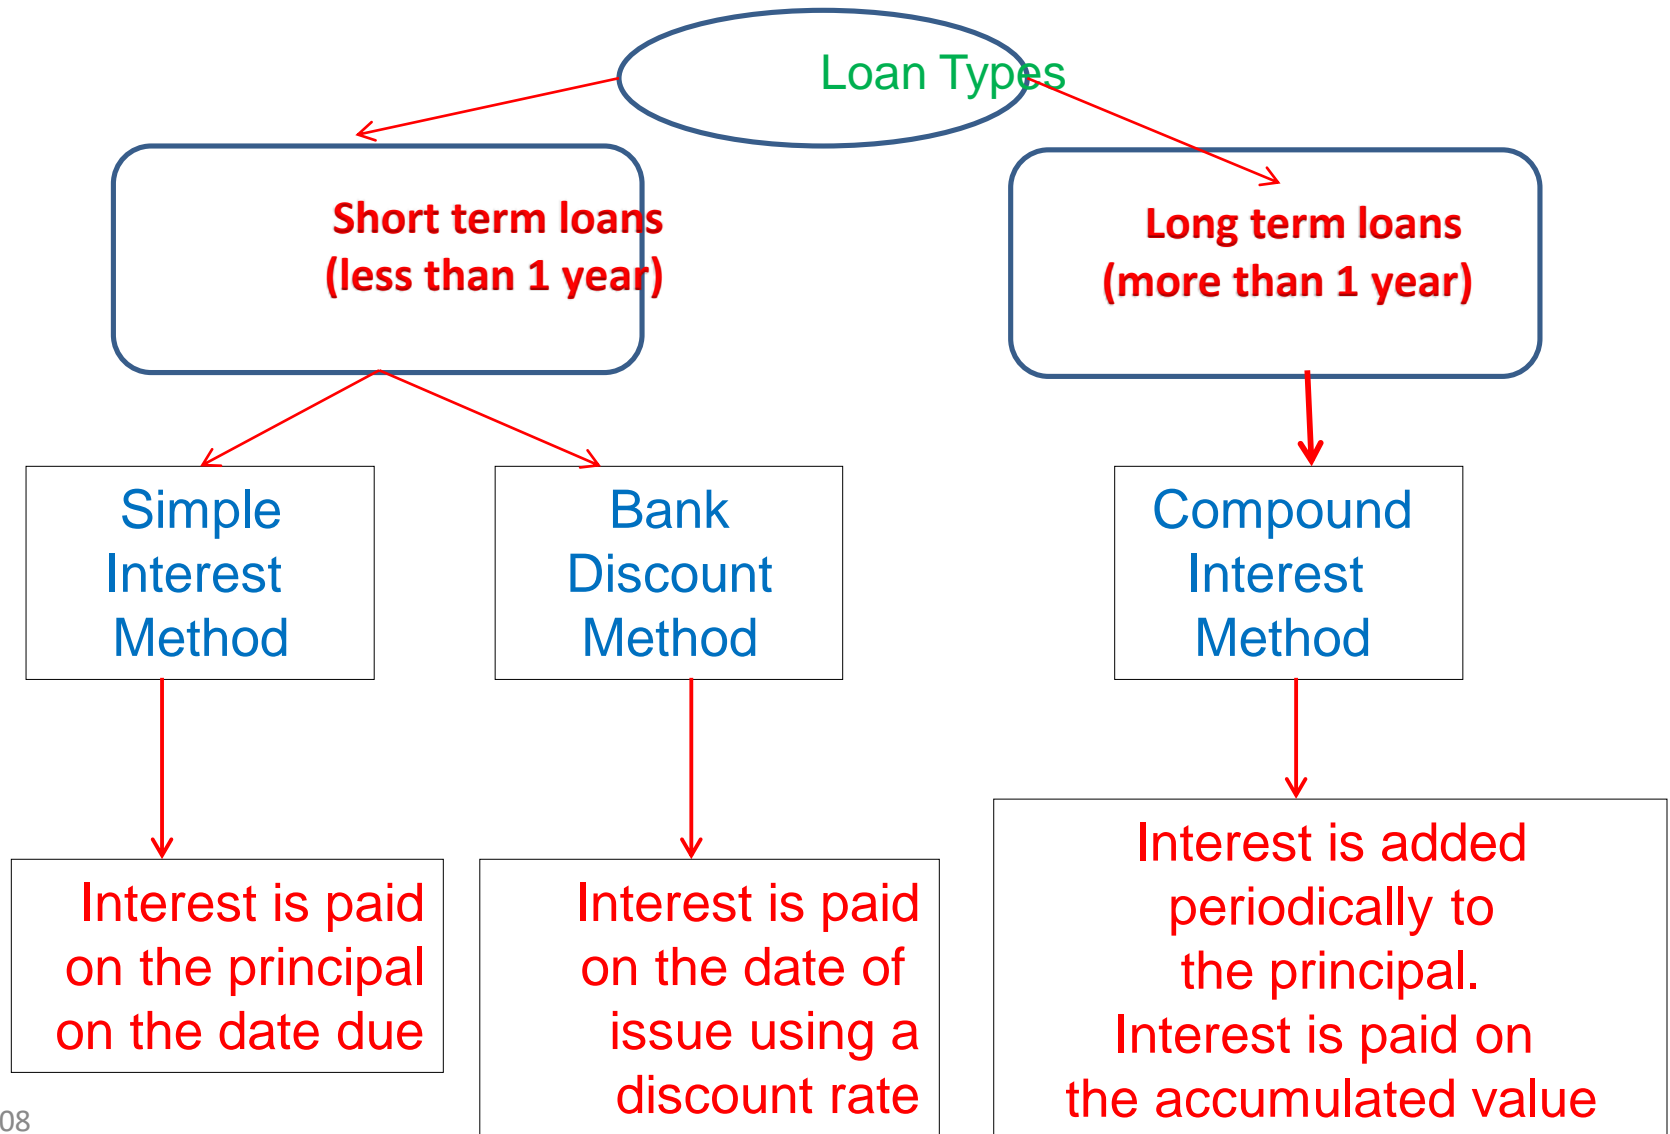 Loan Types
Short term loans
(less than 1 year)
Long term loans
(more than 1 year)
Simple
Interest
Method
Bank
Discount
Method
Compound
Interest
Method
Interest is paid
on the principal
on the date due
Interest is paid
on the date of
issue using a
discount rate
Interest is added
periodically to
the principal.
Interest is paid on
the accumulated value
08